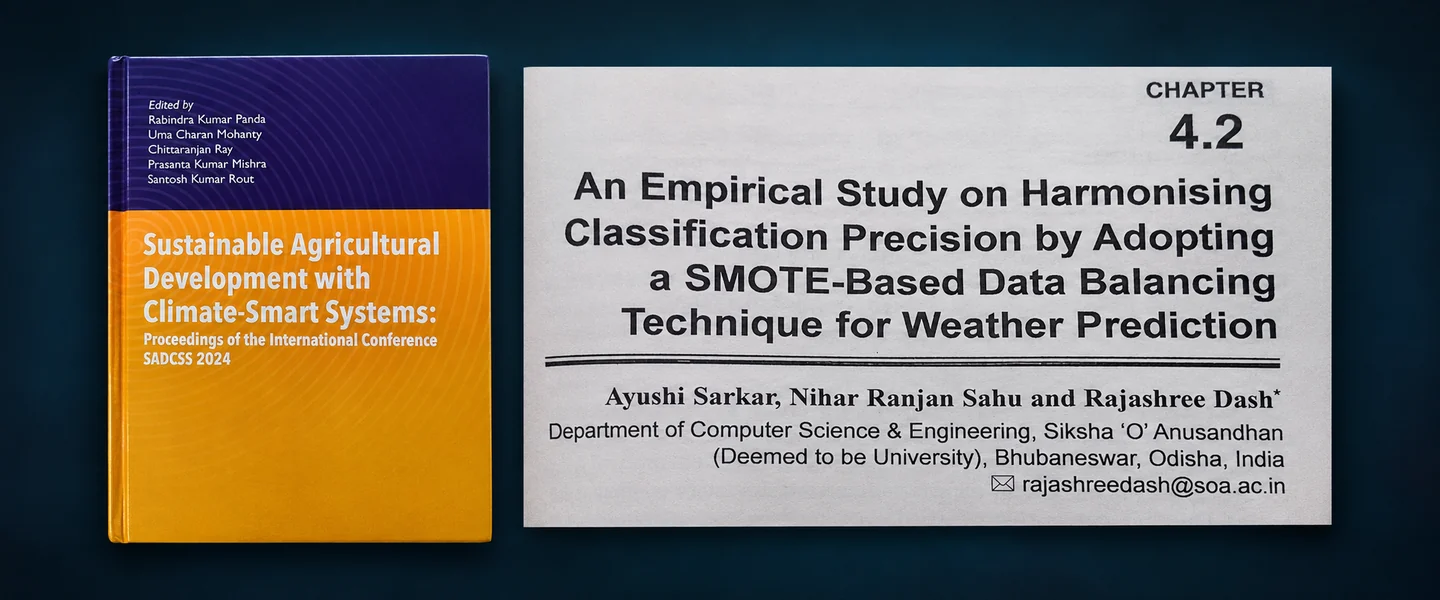 Edited by
Rabindra Kumar Panda
Uma Charan Mohanty
Chittaranjan Ray
Prasanta Kumar Mishra
Santosh Kumar Rout
Sustainable Agricultural
Development with
Climate-Smart Systems:
Proceedings of the International Conference
SADCSS 2024
CHAPTER
4.2
An Empirical Study on Harmonising
Classification Precision by Adopting
a SMOTE-Based Data Balancing
Technique for Weather Prediction
Ayushi Sarkar, Nihar Ranjan Sahu and Rajashree Dash*
Department of Computer Science & Engineering, Siksha ‘O’ Anusandhan
(Deemed to be University), Bhubaneswar, Odisha, India
✉ rajashreedash@soa.ac.in